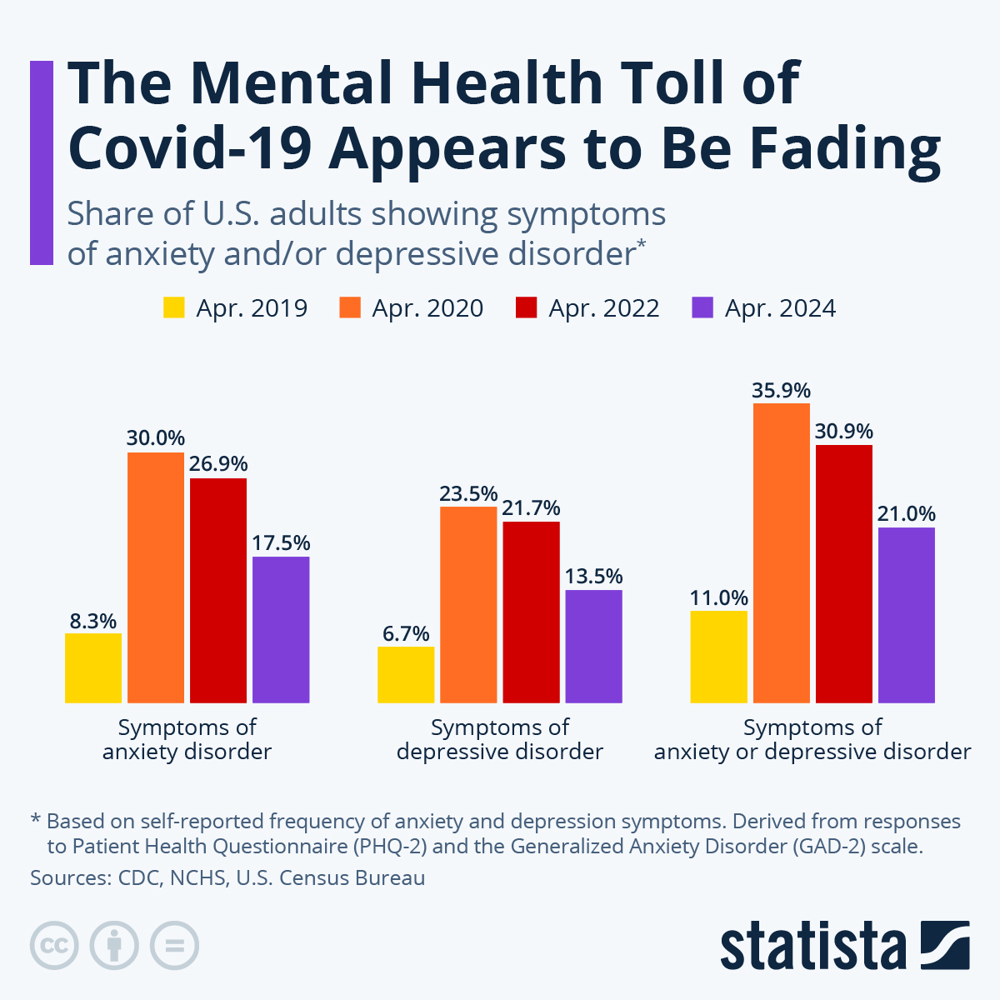 The Mental Health Toll of
Covid-19 Appears to Be Fading
Share of U.S. adults showing symptoms
of anxiety and/or depressive disorder*
Apr. 2019 Apr. 2020 Apr. 2022 Apr. 2024
8.3%
30.0%
26.9%
17.5%
Symptoms of
anxiety disorder
6.7%
23.5%
21.7%
13.5%
Symptoms of
depressive disorder
11.0%
35.9%
30.9%
21.0%
Symptoms of
anxiety or depressive disorder
* Based on self-reported frequency of anxiety and depression symptoms. Derived from responses
to Patient Health Questionnaire (PHQ-2) and the Generalized Anxiety Disorder (GAD-2) scale.
Sources: CDC, NCHS, U.S. Census Bureau
cc
statista